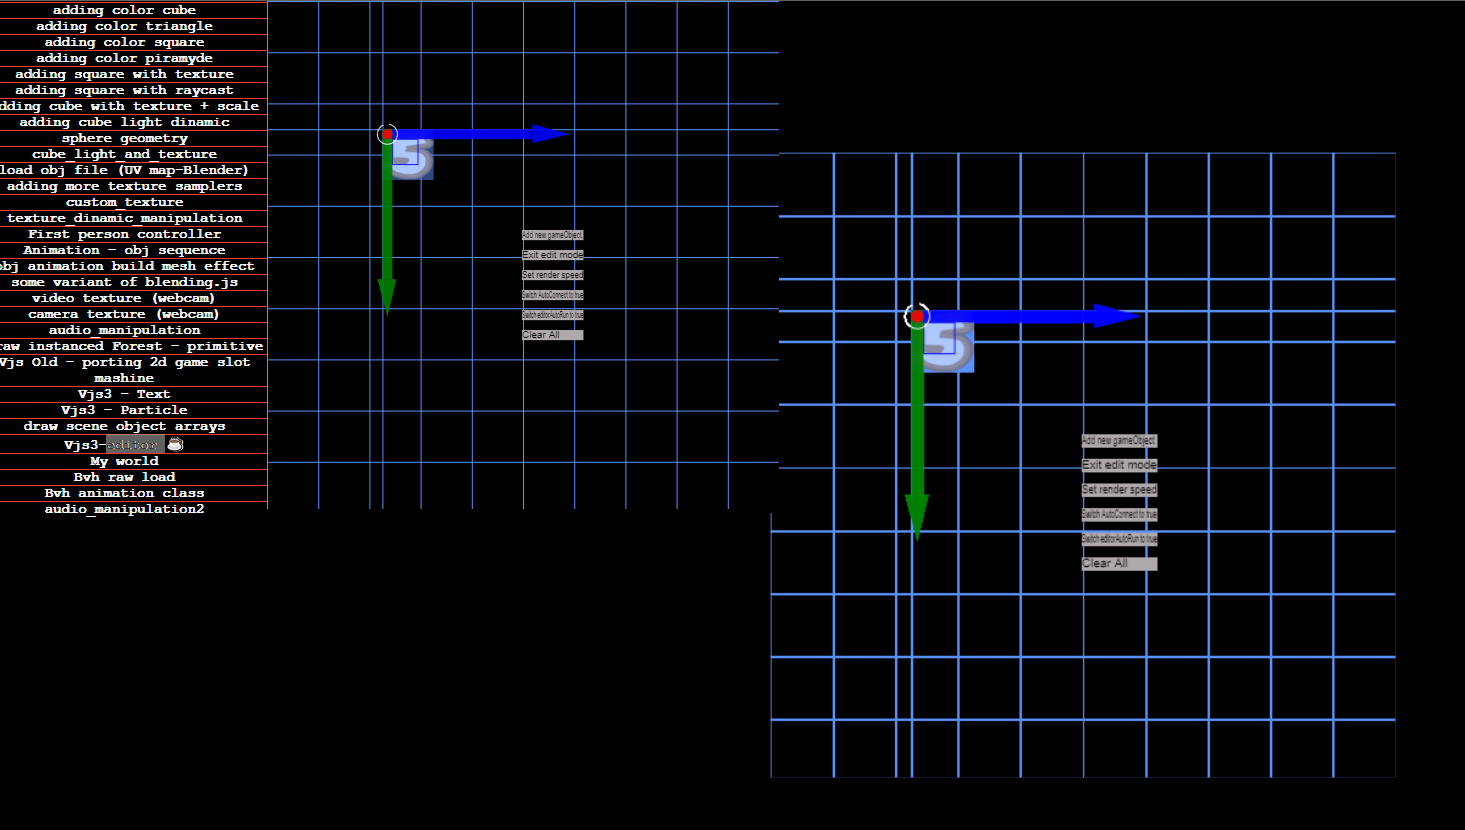 adding color cube
adding color triangle
adding color square
adding color piramyde
adding square with texture
adding square with raycast
dding cube with texture + scale
adding cube light dinamic
sphere geometry
cube_light_and_texture
load obj file (UV map-Blender)
adding more texture samplers
custom_texture
texture_dinamic_manipulation
First person controller
Animation - obj sequence
obj animation build mesh effect
some variant of blending.js
video texture (webcam)
camera texture (webcam)
audio_manipulation
raw instanced Forest - primitive
Vjs Old - porting 2d game slot
mashine
Vjs3 - Text
Vjs3 - Particle
draw scene object arrays
Vjs3-editor ☕
My world
Bvh raw load
Bvh animation class
audio_manipulation2
5
Add new gameObject
Exit edit mode
Set render speed
Switch AutoConnect to true
Switch editorAutoRun to true
Clear All
5
Add new gameObject
Exit edit mode
Set render speed
Switch AutoConnect to true
Switch editorAutoRun to true
Clear All